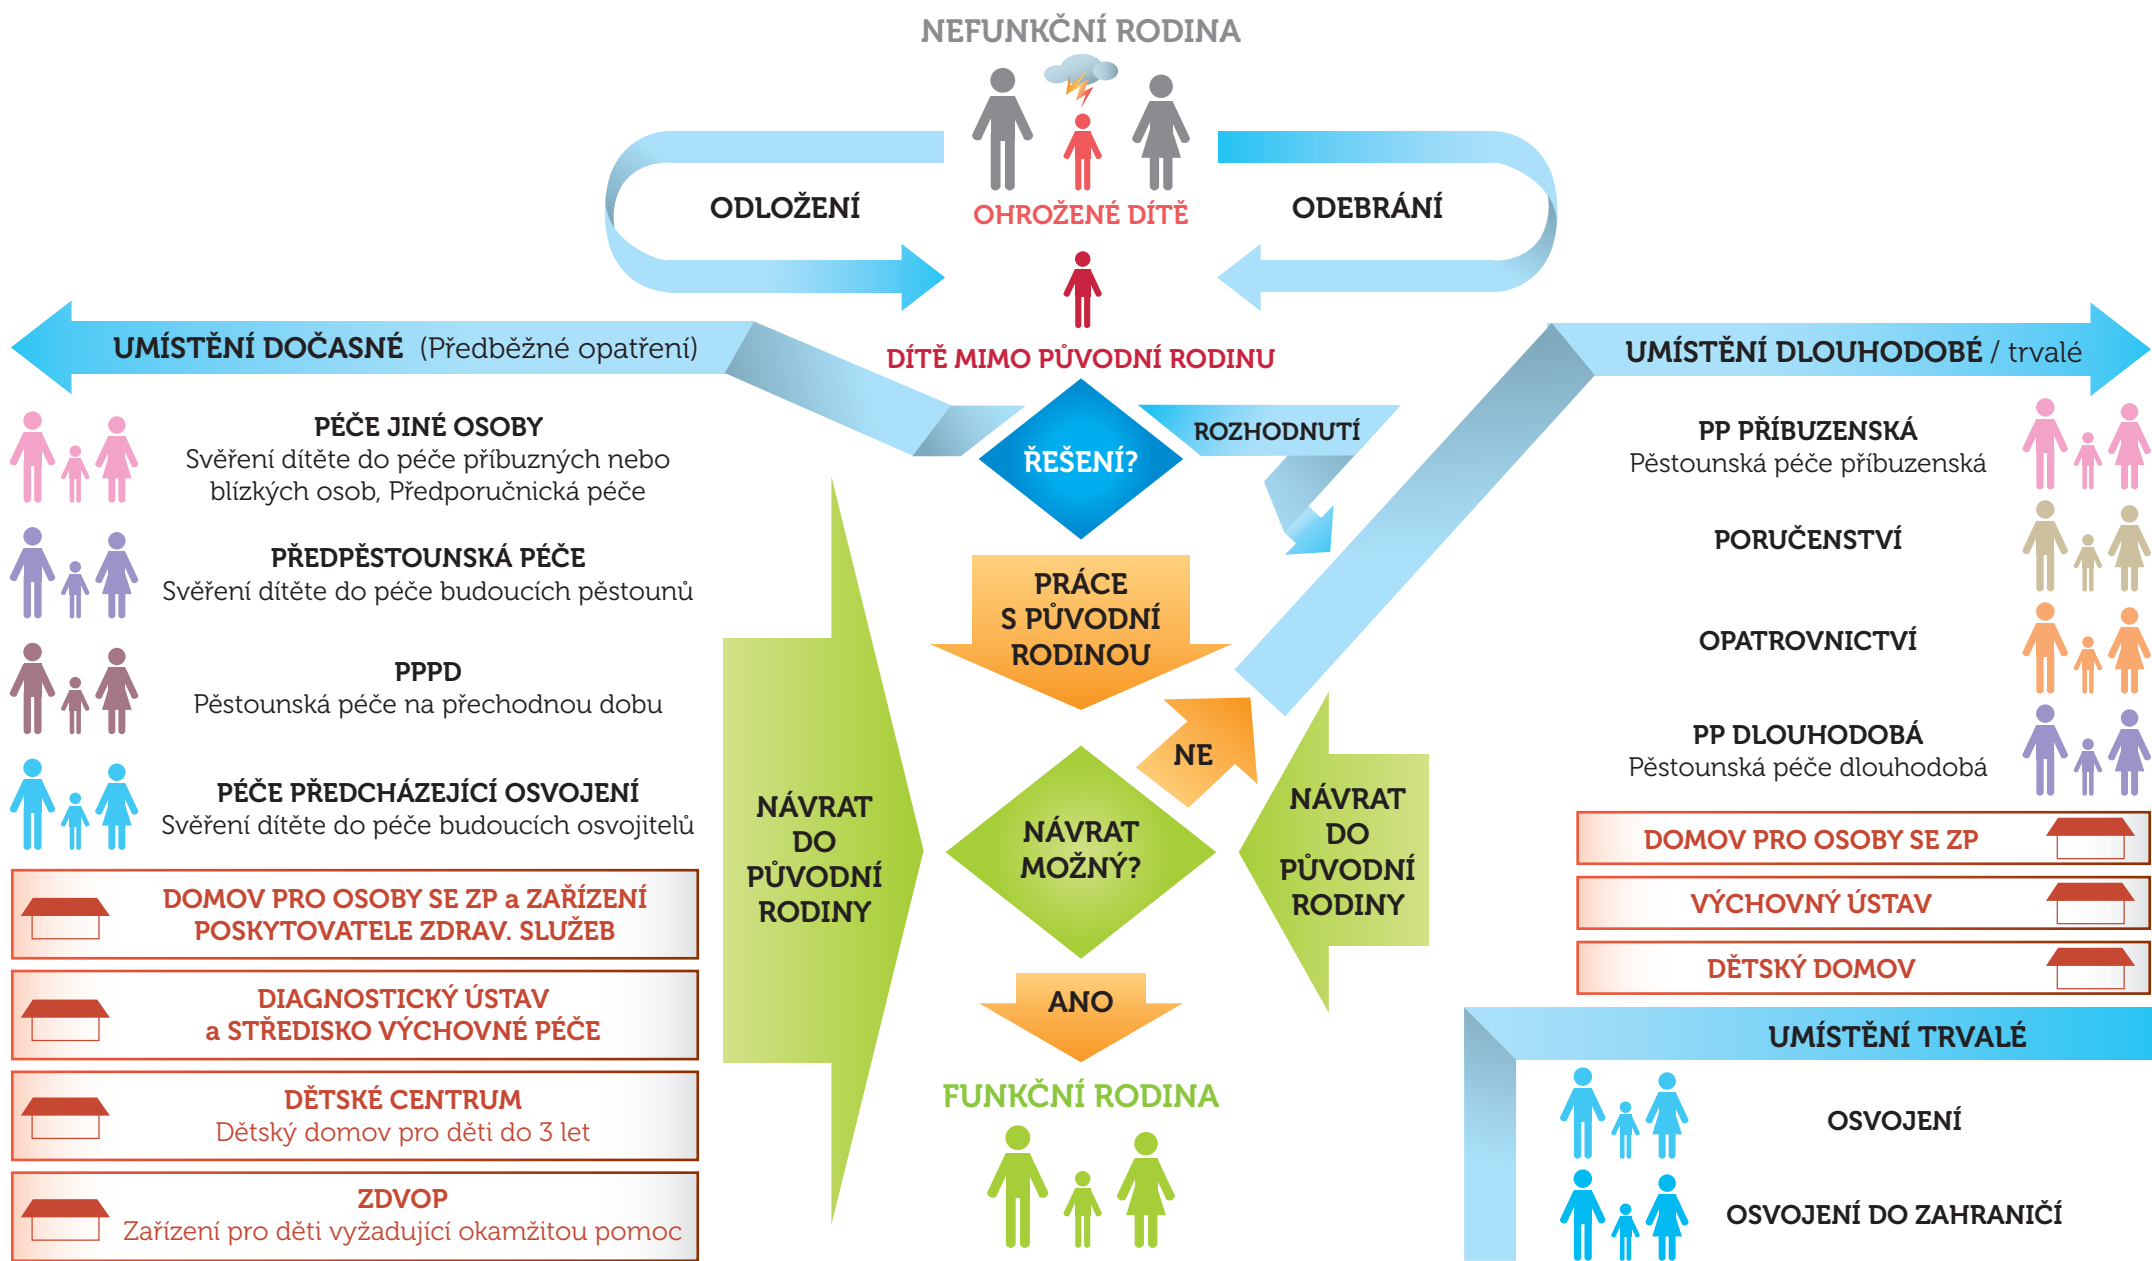 NEFUNKČNÍ RODINA
ODLOŽENÍ
OHROŽENÉ DÍTĚ
ODEBRÁNÍ
DÍTĚ MIMO PŮVODNÍ RODINU
UMÍSTĚNÍ DOČASNÉ (Předběžné opatření)
PÉČE JINÉ OSOBY
Svěření dítěte do péče příbuzných nebo
blízkých osob, Předporučnická péče
PŘEDPĚSTOUNSKÁ PÉČE
Svěření dítěte do péče budoucích pěstounů
PPPD
Pěstounská péče na přechodnou dobu
PÉČE PŘEDCHÁZEJÍCÍ OSVOJENÍ
Svěření dítěte do péče budoucích osvojitelů
DOMOV PRO OSOBY SE ZP a ZAŘÍZENÍ
POSKYTOVATELE ZDRAV. SLUŽEB
DIAGNOSTICKÝ ÚSTAV
a STŘEDISKO VÝCHOVNÉ PÉČE
DĚTSKÉ CENTRUM
Dětský domov pro děti do 3 let
ZDVOP
Zařízení pro děti vyžadující okamžitou pomoc
ŘEŠENÍ?
ROZHODNUTÍ
PRÁCE
S PŮVODNÍ
RODINOU
NE
NÁVRAT
DO
PŮVODNÍ
RODINY
NÁVRAT
MOŽNÝ?
NÁVRAT
DO
PŮVODNÍ
RODINY
ANO
FUNKČNÍ RODINA
UMÍSTĚNÍ DLOUHODOBÉ / trvalé
PP PŘÍBUZENSKÁ
Pěstounská péče příbuzenská
PORUČENSTVÍ
OPATROVNICTVÍ
PP DLOUHODOBÁ
Pěstounská péče dlouhodobá
DOMOV PRO OSOBY SE ZP
VÝCHOVNÝ ÚSTAV
DĚTSKÝ DOMOV
UMÍSTĚNÍ TRVALÉ
OSVOJENÍ
OSVOJENÍ DO ZAHRANIČÍ